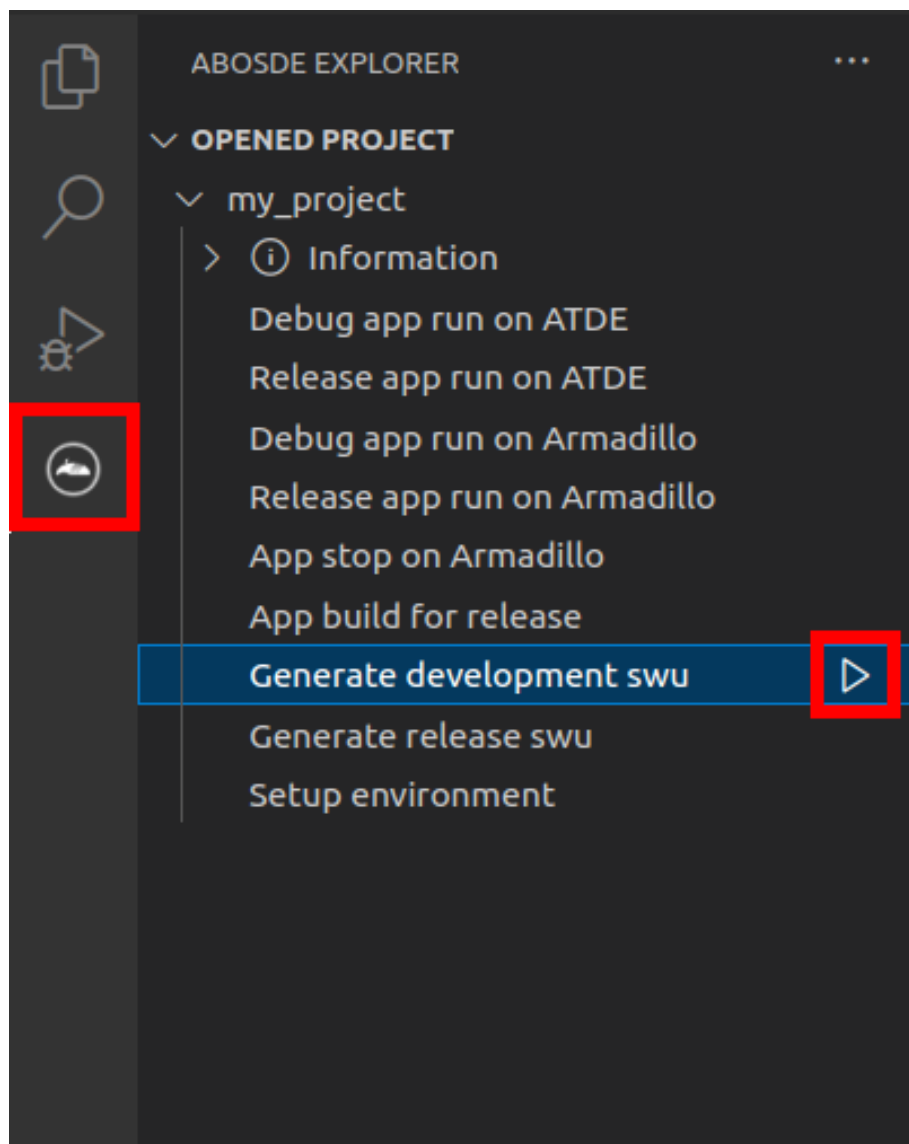 ABOSDE EXPLORER
OPENED PROJECT
my_project
Information
Debug app run on ATDE
Release app run on ATDE
Debug app run on Armadillo
Release app run on Armadillo
App stop on Armadillo
App build for release
Generate development swu
Generate release swu
Setup environment